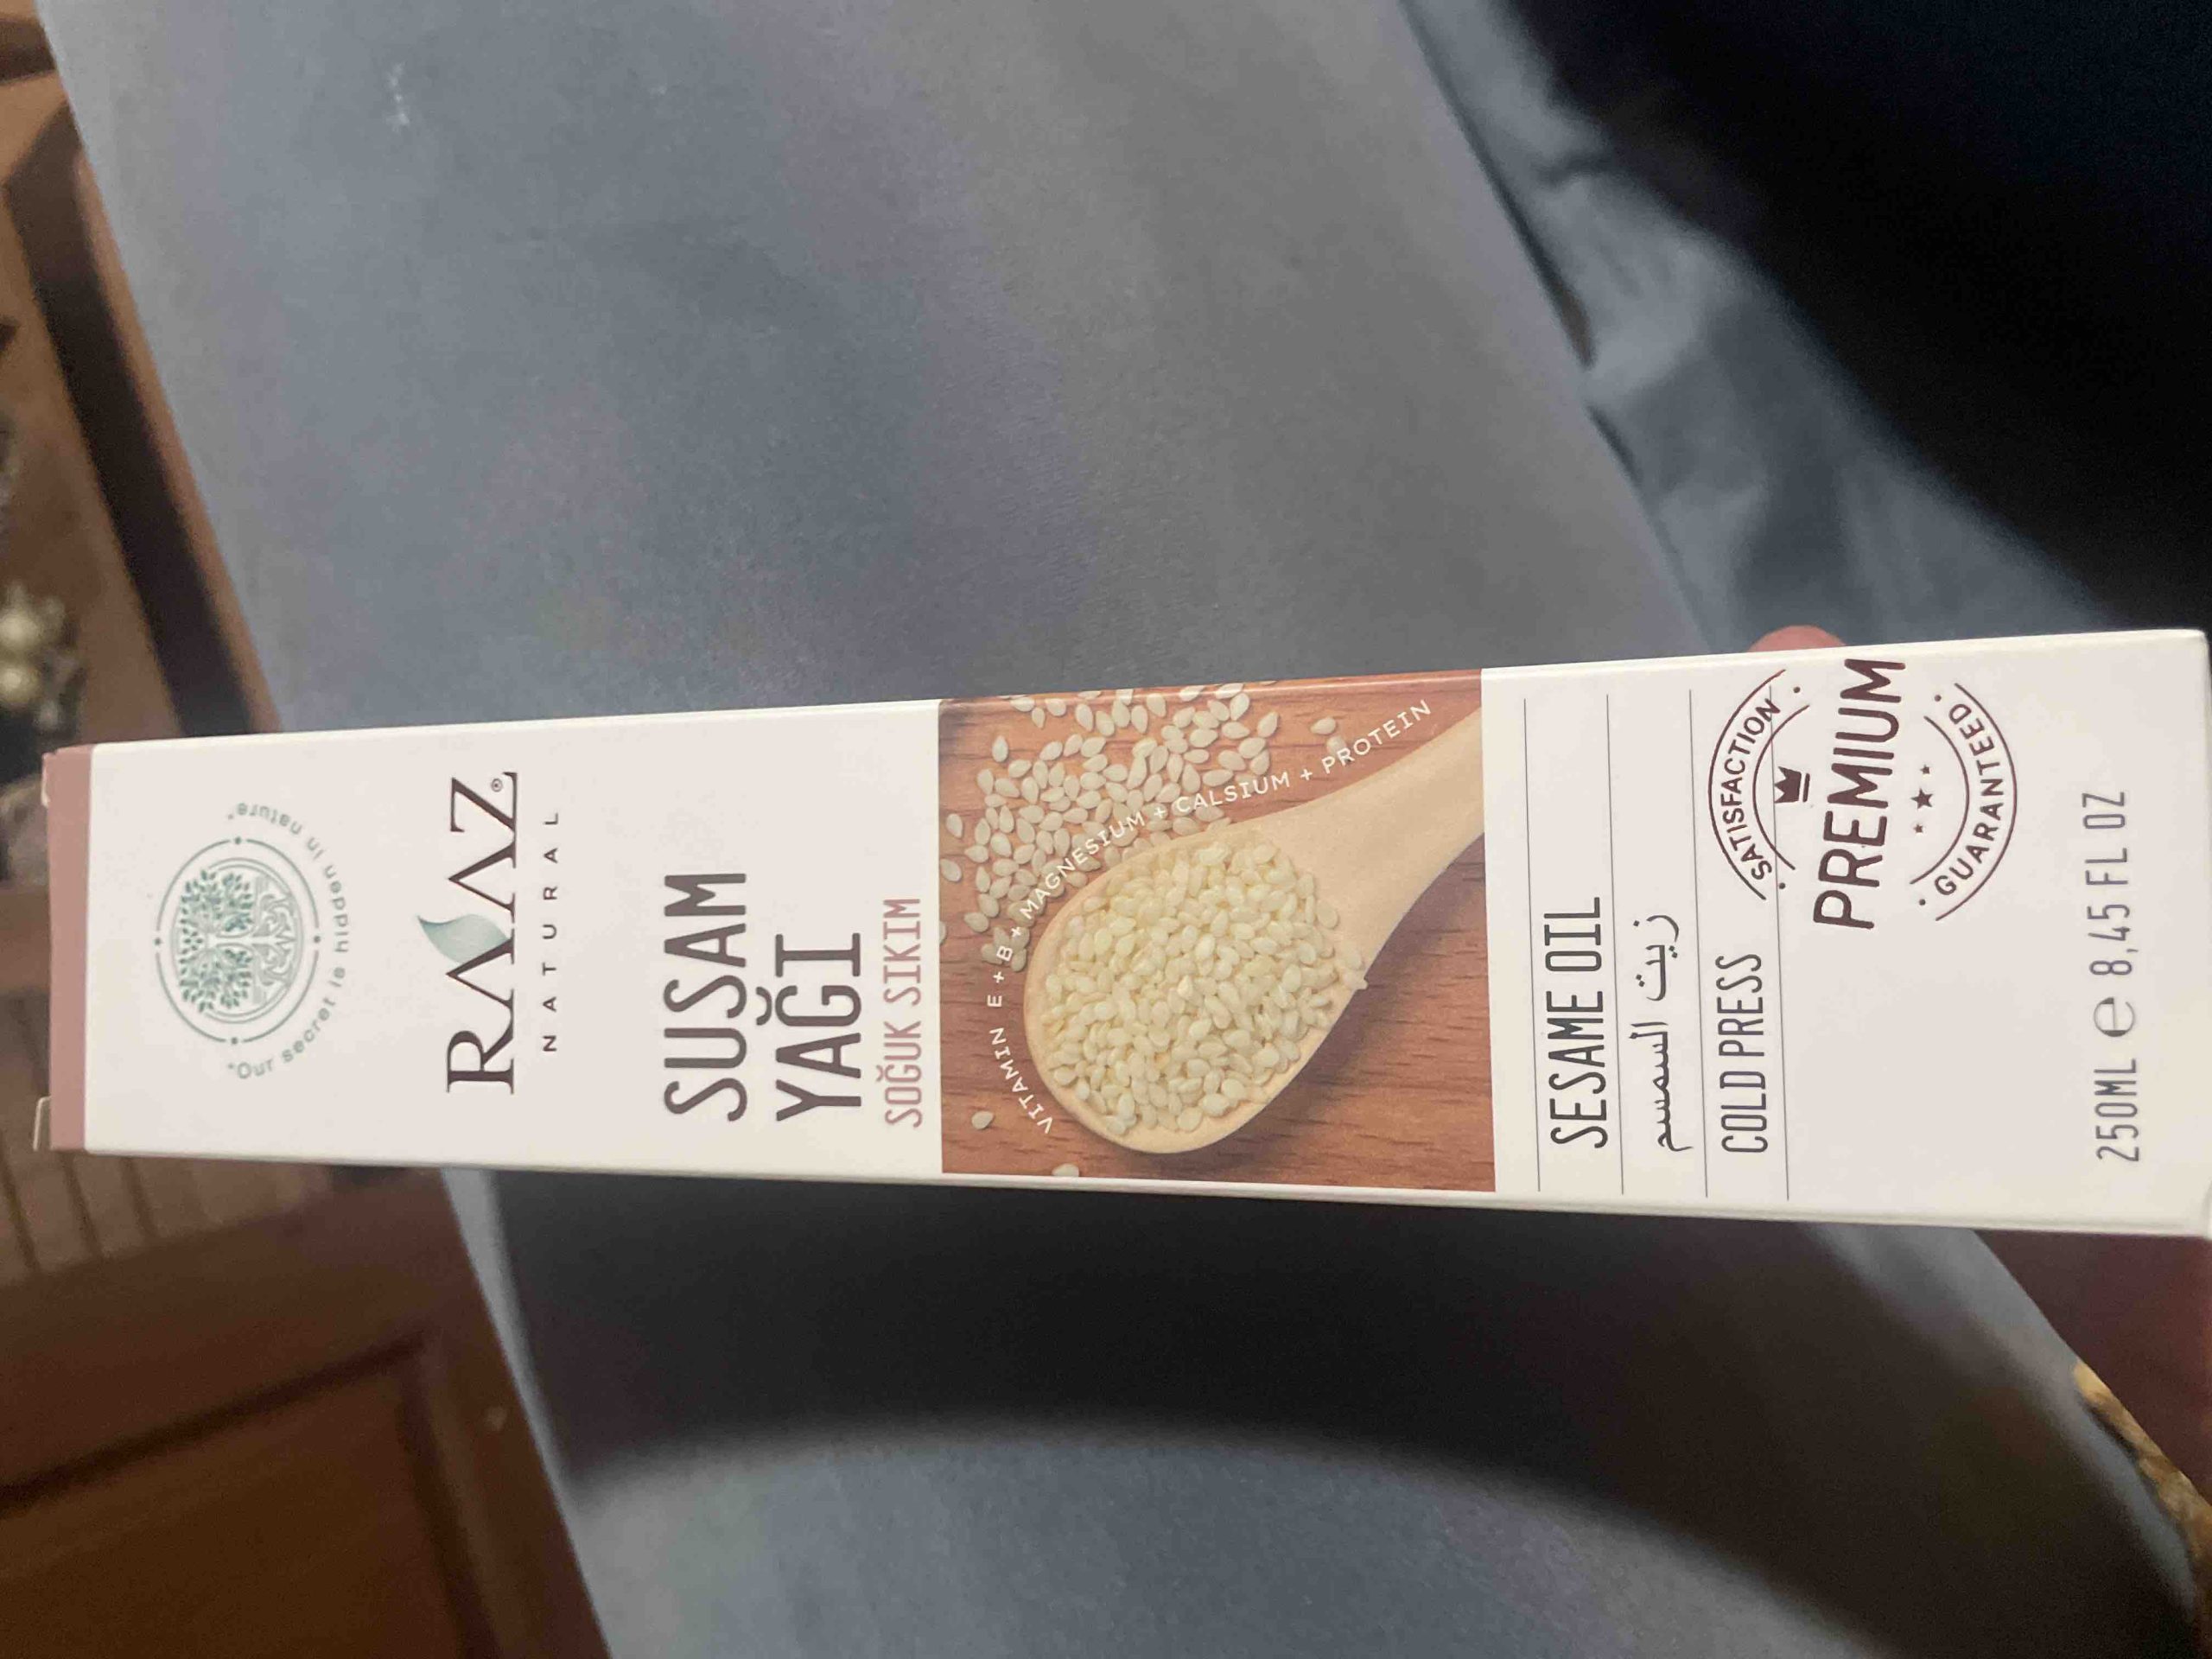 "Our secret is hidden in nature"
RAAZ®
NATURAL
SUSAM
YAĞI
SOĞUK SIKIM
VITAMIN E + B + MAGNESIUM + CALSIUM + PROTEIN
SESAME OIL
زيت السمسم
COLD PRESS
SATISFACTION
PREMIUM
GUARANTEED
250ML e 8,45 FL OZ